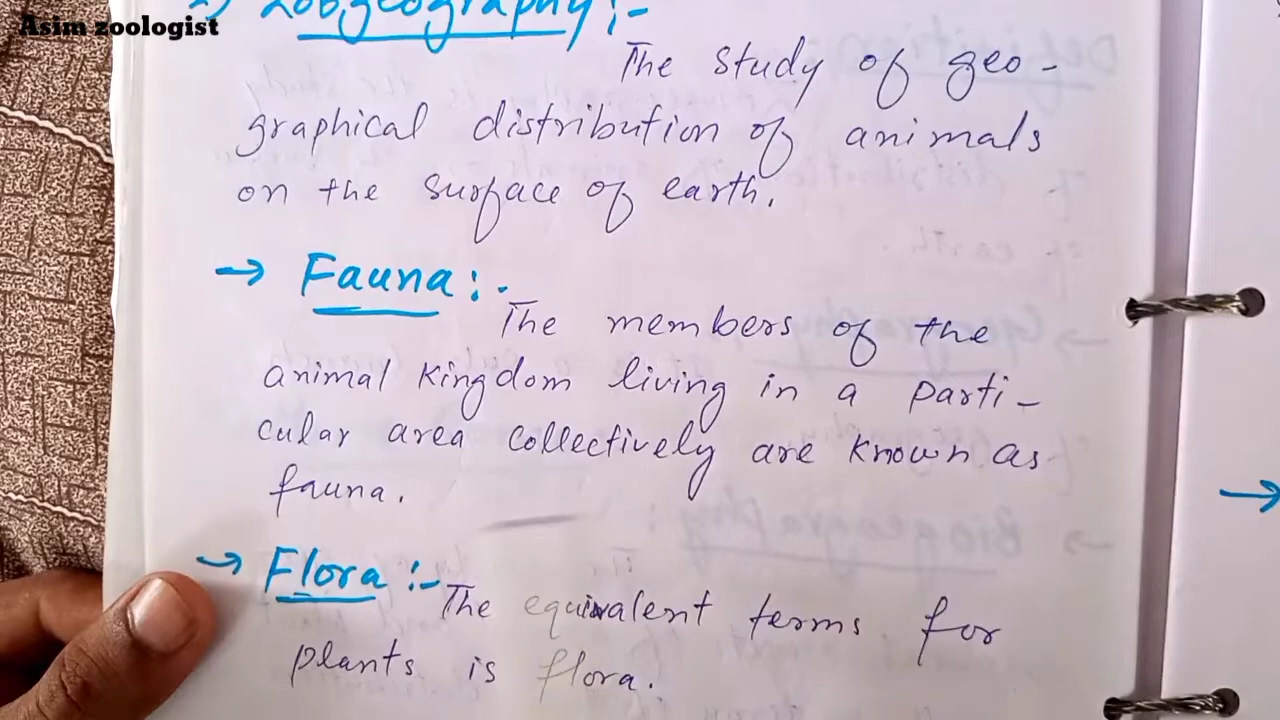 Asim zoologist
Zoogeography :-
The study of geo-
graphical distribution of animals
on the surface of earth.
→ Fauna :-
The members of the
animal kingdom living in a parti-
cular area collectively are known as
fauna.
→ Flora :-
The equivalent terms for
plants is flora.